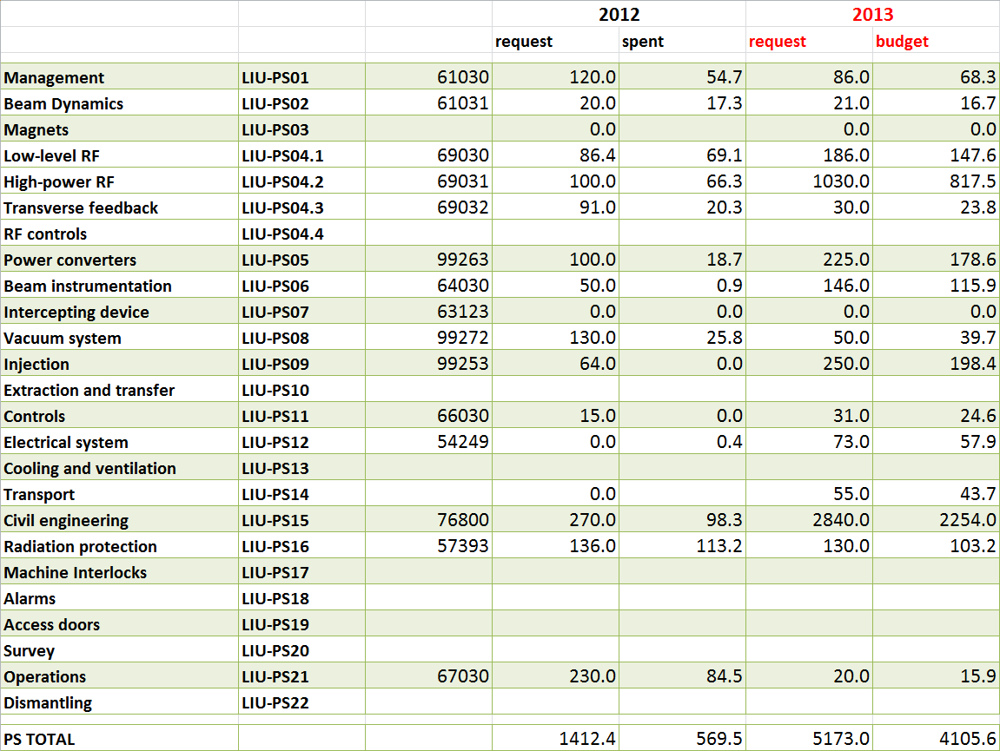 2012 2013
request spent request budget
Management LIU-PS01 61030 120.0 54.7 86.0 68.3
Beam Dynamics LIU-PS02 61031 20.0 17.3 21.0 16.7
Magnets LIU-PS03 0.0 0.0 0.0
Low-level RF LIU-PS04.1 69030 86.4 69.1 186.0 147.6
High-power RF LIU-PS04.2 69031 100.0 66.3 1030.0 817.5
Transverse feedback LIU-PS04.3 69032 91.0 20.3 30.0 23.8
RF controls LIU-PS04.4
Power converters LIU-PS05 99263 100.0 18.7 225.0 178.6
Beam instrumentation LIU-PS06 64030 50.0 0.9 146.0 115.9
Intercepting device LIU-PS07 63123 0.0 0.0 0.0 0.0
Vacuum system LIU-PS08 99272 130.0 25.8 50.0 39.7
Injection LIU-PS09 99253 64.0 0.0 250.0 198.4
Extraction and transfer LIU-PS10
Controls LIU-PS11 66030 15.0 0.0 31.0 24.6
Electrical system LIU-PS12 54249 0.0 0.4 73.0 57.9
Cooling and ventilation LIU-PS13
Transport LIU-PS14 0.0 55.0 43.7
Civil engineering LIU-PS15 76800 270.0 98.3 2840.0 2254.0
Radiation protection LIU-PS16 57393 136.0 113.2 130.0 103.2
Machine Interlocks LIU-PS17
Alarms LIU-PS18
Access doors LIU-PS19
Survey LIU-PS20
Operations LIU-PS21 67030 230.0 84.5 20.0 15.9
Dismantling LIU-PS22
PS TOTAL 1412.4 569.5 5173.0 4105.6